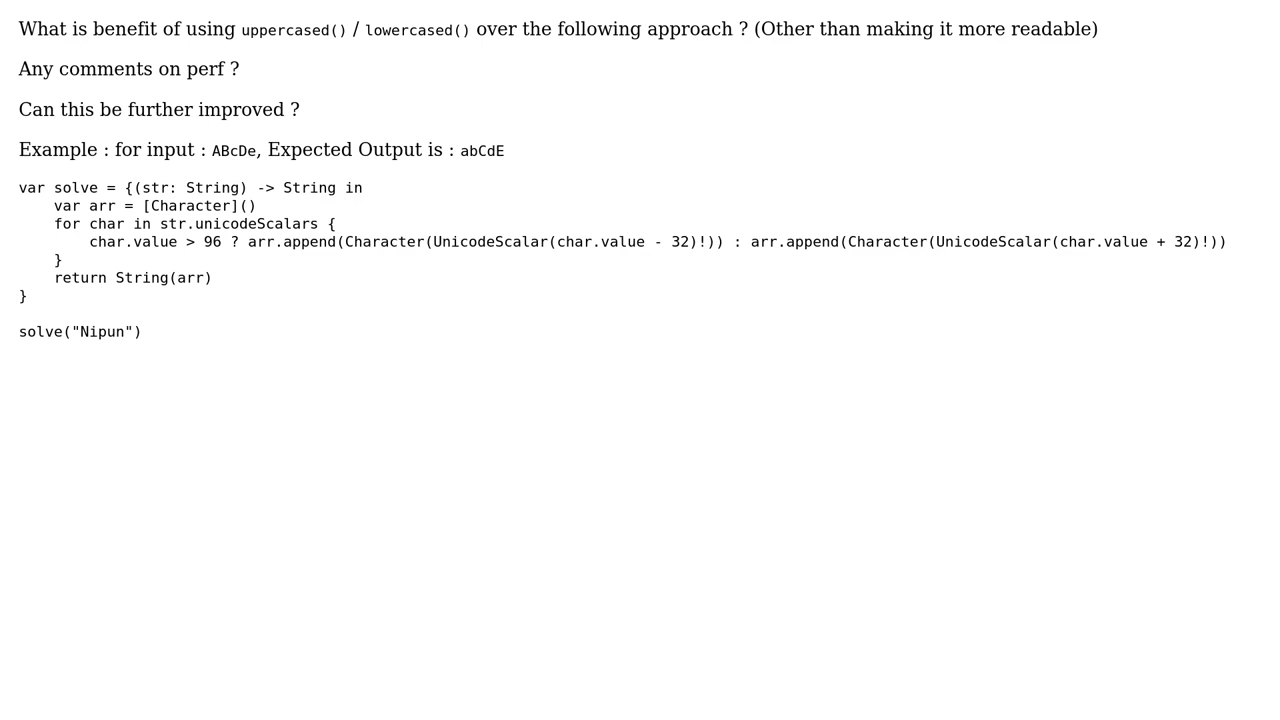 What is benefit of using uppercased() / lowercased() over the following approach ? (Other than making it more readable)
Any comments on perf ?
Can this be further improved ?
Example : for input : ABcDe, Expected Output is : abCdE
var solve = {(str: String) -> String in
    var arr = [Character]()
    for char in str.unicodeScalars {
        char.value > 96 ? arr.append(Character(UnicodeScalar(char.value - 32)!)) : arr.append(Character(UnicodeScalar(char.value + 32)!))
    }
    return String(arr)
}
solve("Nipun")